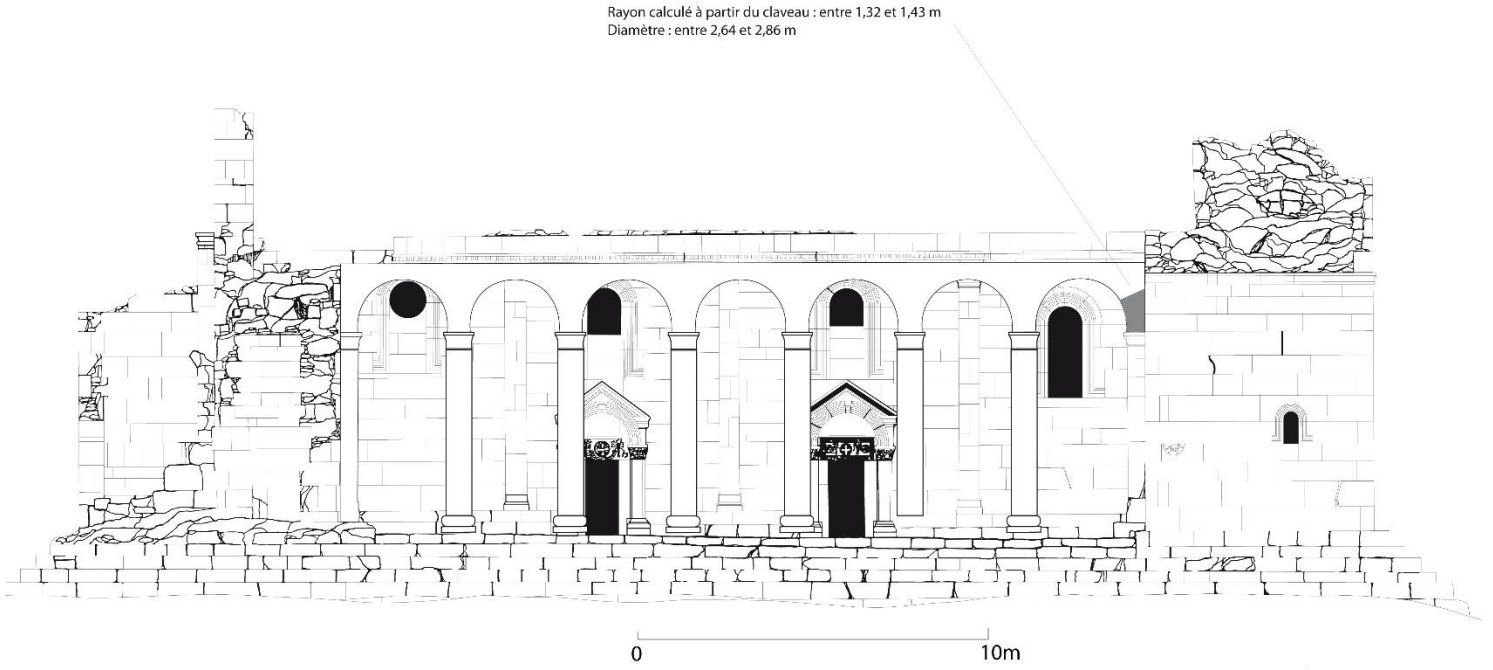 Rayon calculé à partir du claveau : entre 1,32 et 1,43 m
Diamètre : entre 2,64 et 2,86 m
0 10m